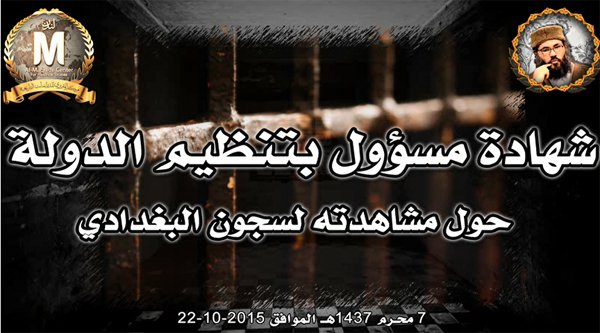 M
شهادة مسؤول بتنظيم الدولة
حول مشاهدته لسجون البغدادي
7 محرم 1437هـ الموافق 2015-10-22